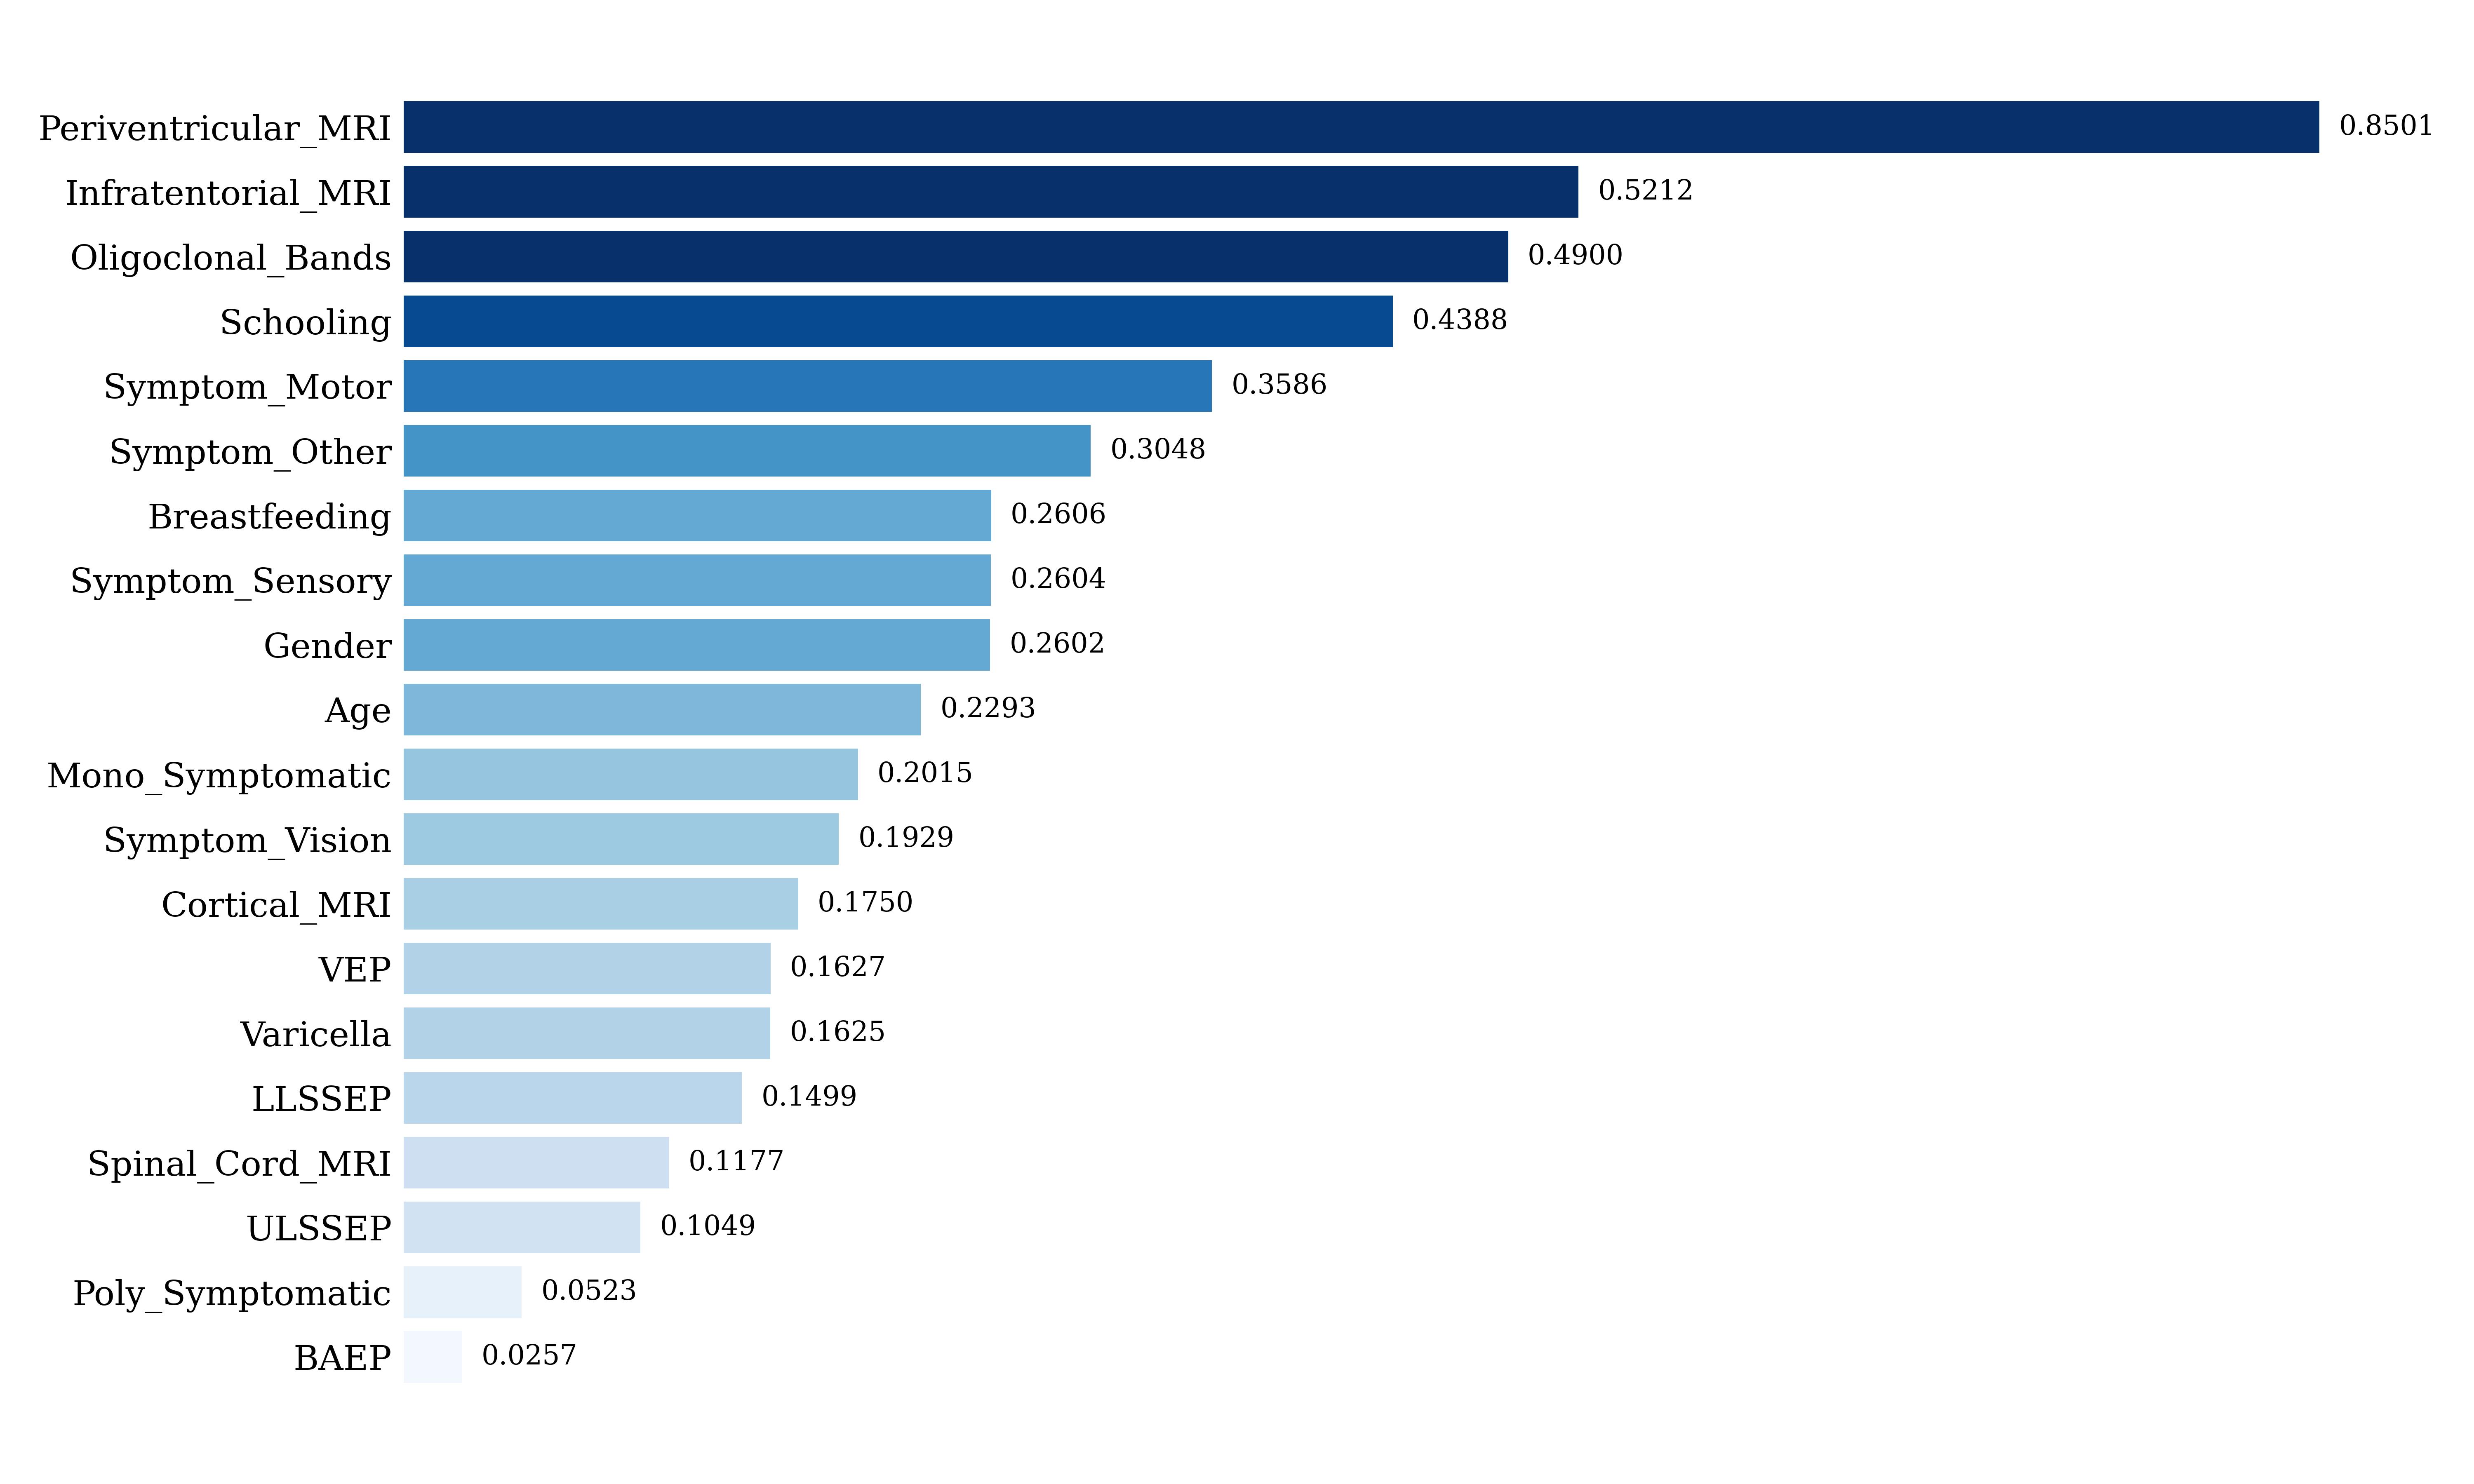 Periventricular_MRI 0.8501
Infratentorial_MRI 0.5212
Oligoclonal_Bands 0.4900
Schooling 0.4388
Symptom_Motor 0.3586
Symptom_Other 0.3048
Breastfeeding 0.2606
Symptom_Sensory 0.2604
Gender 0.2602
Age 0.2293
Mono_Symptomatic 0.2015
Symptom_Vision 0.1929
Cortical_MRI 0.1750
VEP 0.1627
Varicella 0.1625
LLSSEP 0.1499
Spinal_Cord_MRI 0.1177
ULSSEP 0.1049
Poly_Symptomatic 0.0523
BAEP 0.0257